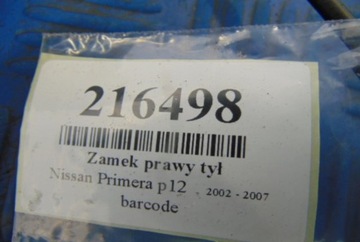 216498
Zamek prawy tył
Nissan Primera p12 2002 - 2007
barcode